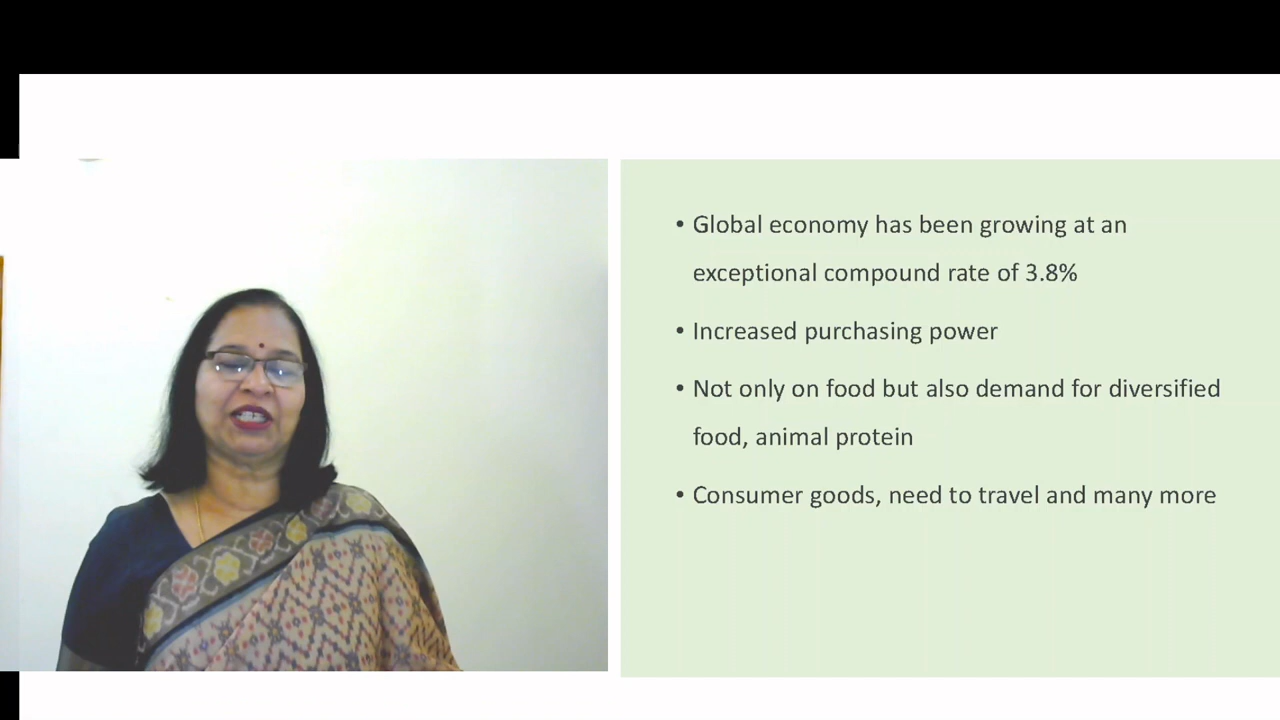 • Global economy has been growing at an
exceptional compound rate of 3.8%
• Increased purchasing power
• Not only on food but also demand for diversified
food, animal protein
• Consumer goods, need to travel and many more